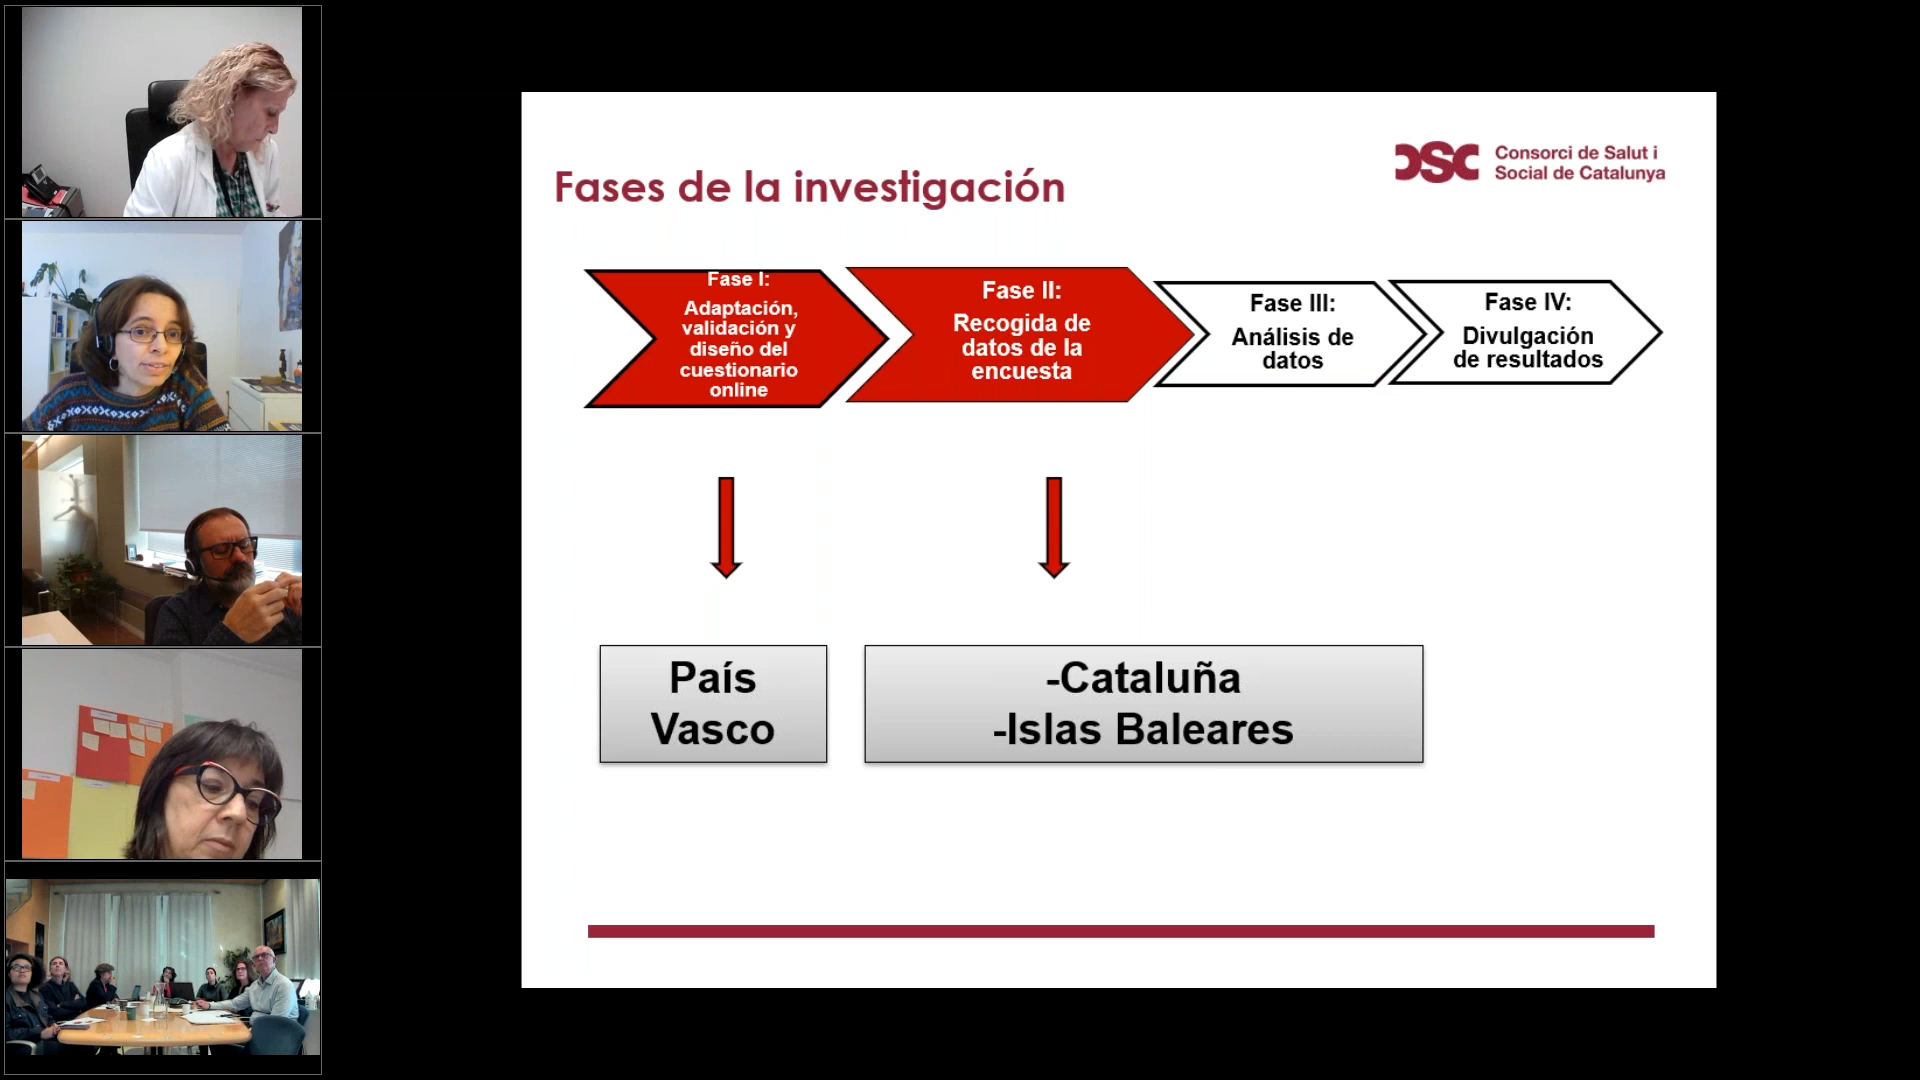 Consorci de Salut i
Social de Catalunya
Fases de la investigación
Fase I:
Adaptación,
validación y
diseño del
cuestionario
online
Fase II:
Recogida de
datos de la
encuesta
Fase III:
Análisis de
datos
Fase IV:
Divulgación
de resultados
País
Vasco
-Cataluña
-Islas Baleares